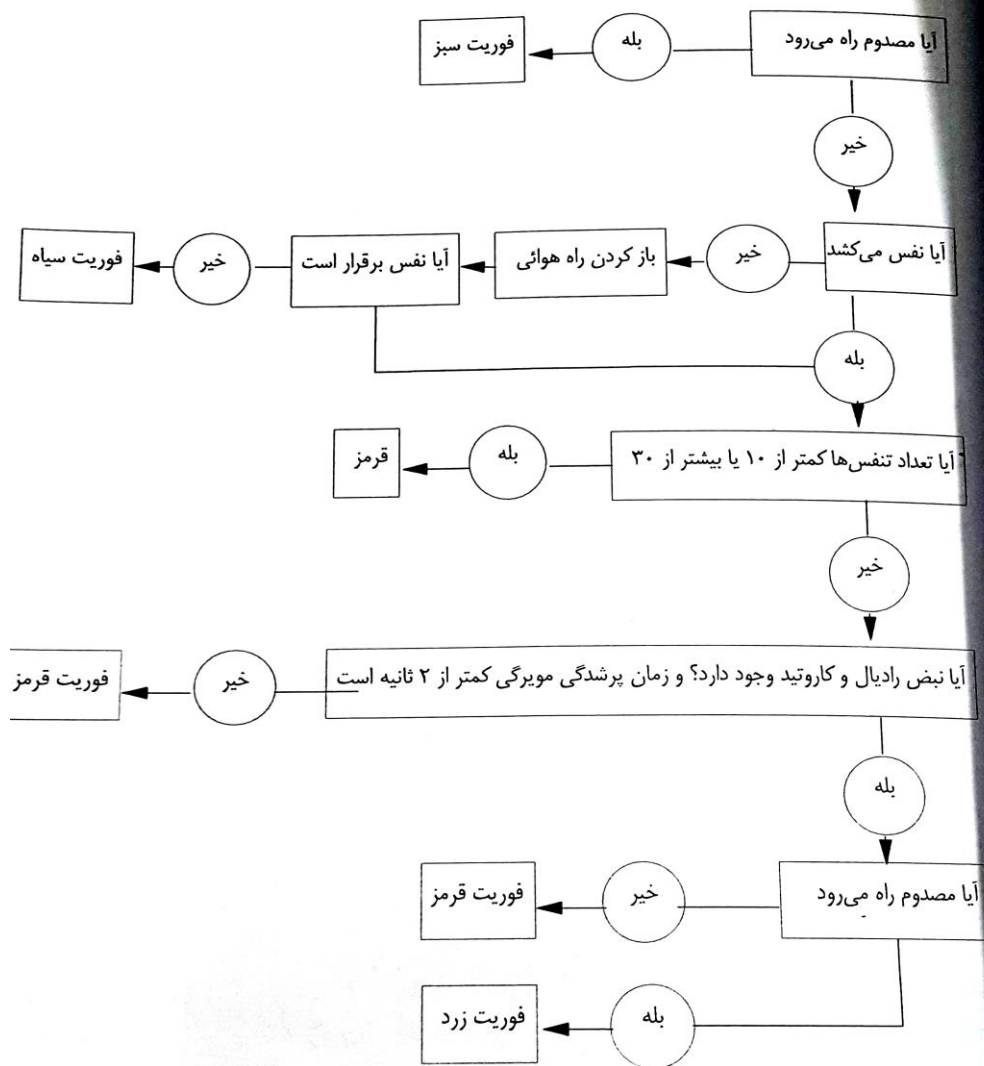 آیا مصدوم راه می‌رود
بله
فوریت سبز
خیر
آیا نفس می‌کشد
خیر
باز کردن راه هوائی
آیا نفس برقرار است
خیر
فوریت سیاه
بله
آیا تعداد تنفس‌ها کمتر از ۱۰ یا بیشتر از ۳۰
بله
قرمز
خیر
آیا نبض رادیال و کاروتید وجود دارد؟ و زمان پرشدگی مویرگی کمتر از ۲ ثانیه است
خیر
فوریت قرمز
بله
آیا مصدوم راه می‌رود
خیر
فوریت قرمز
بله
فوریت زرد